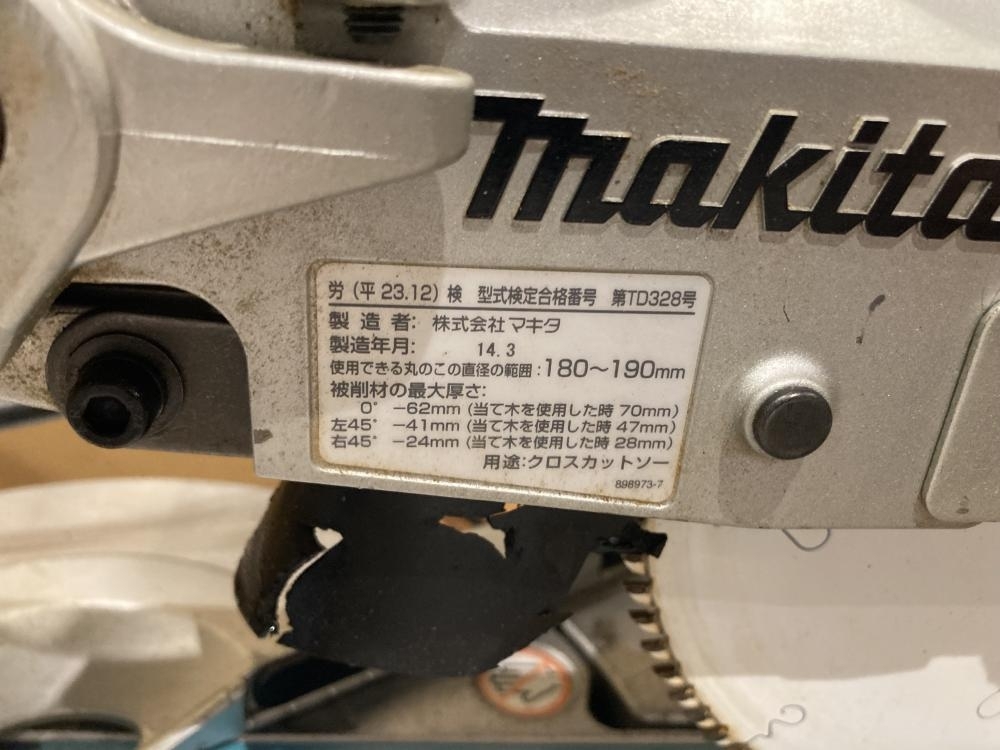 makita
労（平 23.12）検 型式検定合格番号 第TD328号
製造者: 株式会社マキタ
製造年月: 14.3
使用できる丸のこの直径の範囲:180～190mm
被削材の最大厚さ:
0° －62mm (当て木を使用した時 70mm)
左45° －41mm (当て木を使用した時 47mm)
右45° －24mm (当て木を使用した時 28mm)
用途:クロスカットソー
898973-7